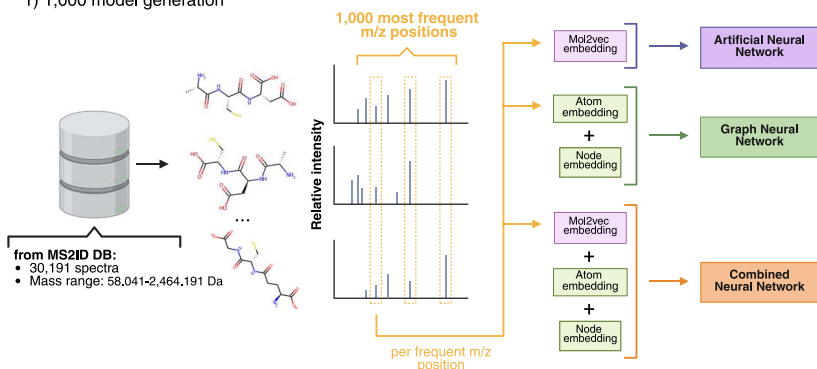 1) 1,000 model generation
1,000 most frequent
m/z positions
Relative intensity
...
from MS2ID DB:
• 30,191 spectra
• Mass range: 58.041-2,464.191 Da
per frequent m/z
position
Mol2vec
embedding
Artificial Neural
Network
Atom
embedding
+
Node
embedding
Graph Neural
Network
Mol2vec
embedding
+
Atom
embedding
+
Node
embedding
Combined
Neural Network